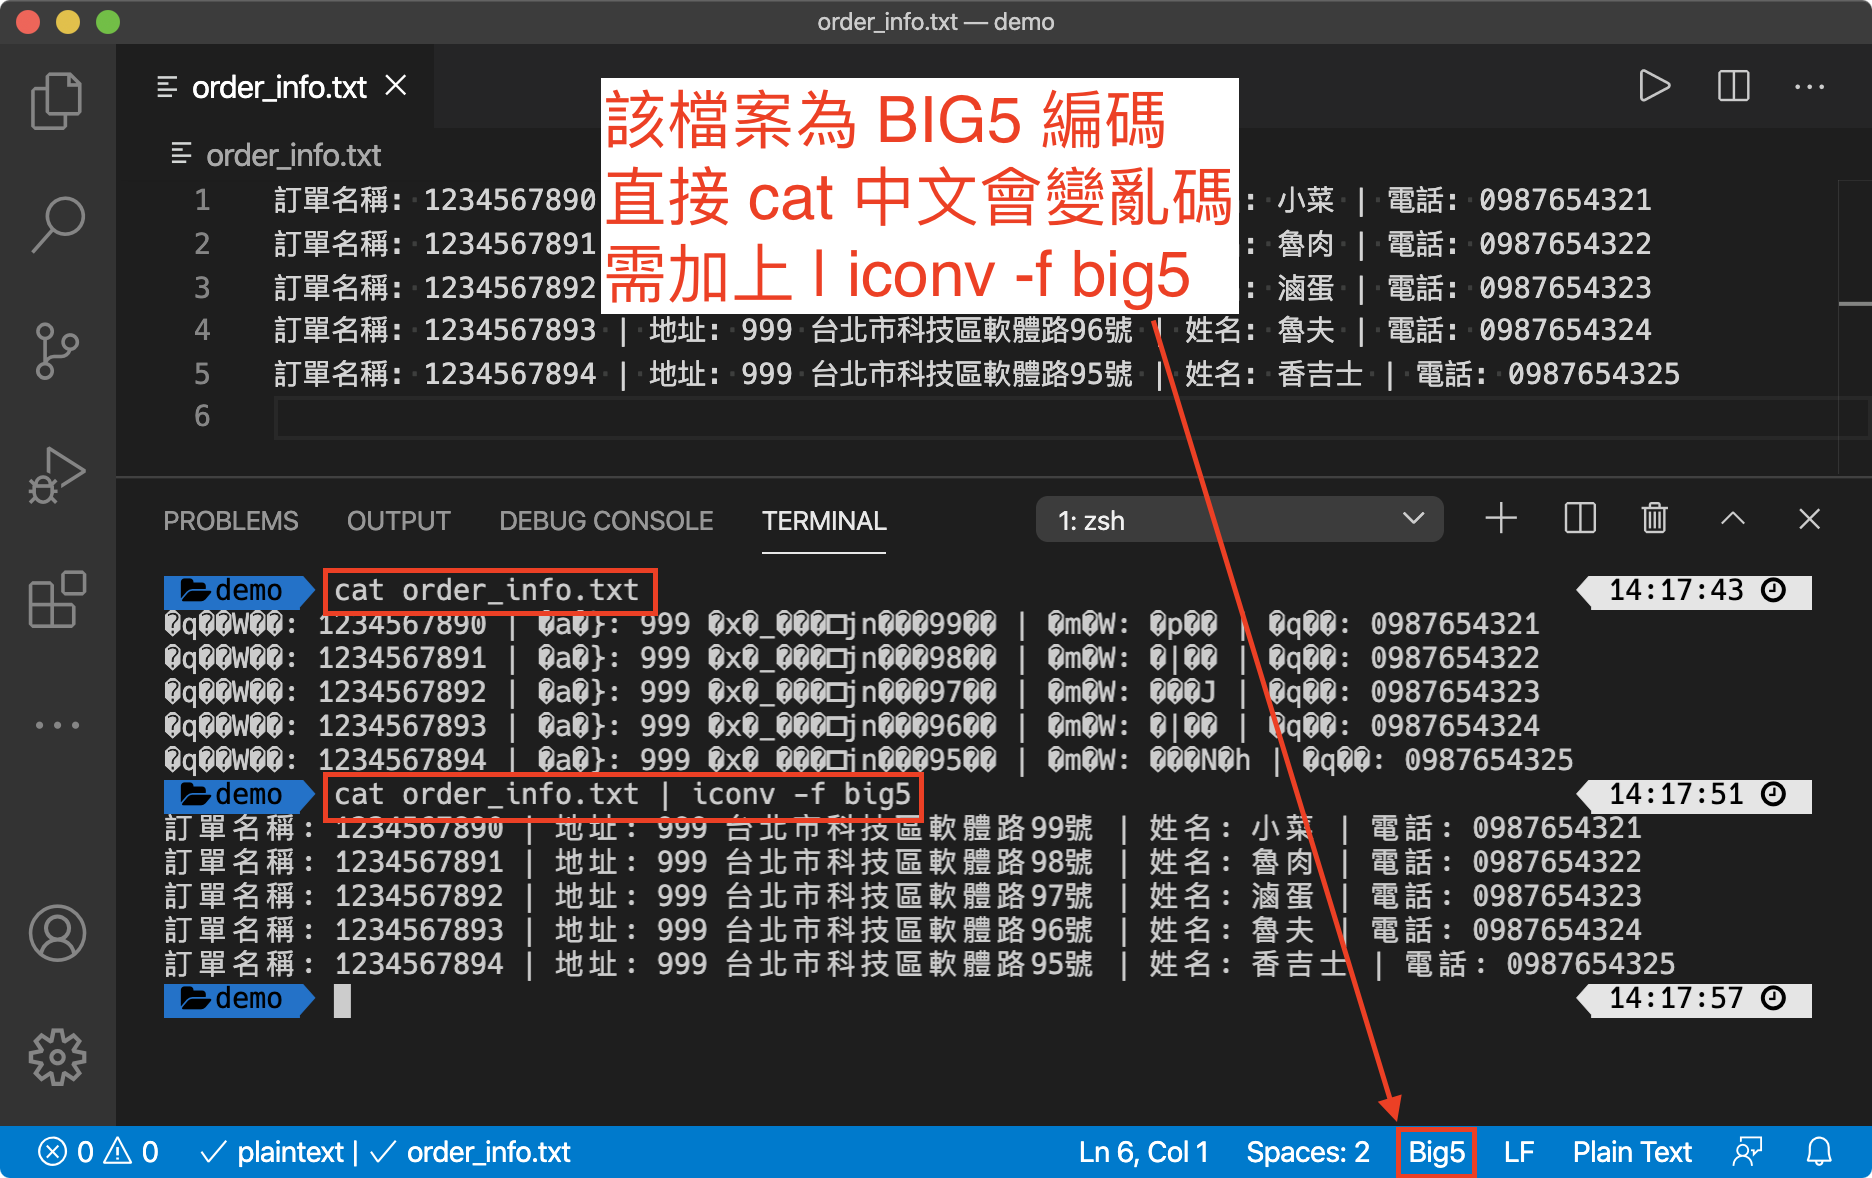 order_info.txt — demo
order_info.txt
order_info.txt
該檔案為 BIG5 編碼
直接 cat 中文會變亂碼
需加上 | iconv -f big5
1 訂單名稱: 1234567890 : 小菜 | 電話: 0987654321
2 訂單名稱: 1234567891 : 魯肉 | 電話: 0987654322
3 訂單名稱: 1234567892 : 滷蛋 | 電話: 0987654323
4 訂單名稱: 1234567893 | 地址: 999 台北市科技區軟體路96號 | 姓名: 魯夫 | 電話: 0987654324
5 訂單名稱: 1234567894 | 地址: 999 台北市科技區軟體路95號 | 姓名: 香吉士 | 電話: 0987654325
6
PROBLEMS OUTPUT DEBUG CONSOLE TERMINAL 1: zsh
demo cat order_info.txt 14:17:43
�q��W��: 1234567890 | �a�}: 999 �x�_���□jn���99�� | �m�W: �p�� | �q��: 0987654321
�q��W��: 1234567891 | �a�}: 999 �x�_���□jn���98�� | �m�W: �|�� | �q��: 0987654322
�q��W��: 1234567892 | �a�}: 999 �x�_���□jn���97�� | �m�W: ���J | �q��: 0987654323
�q��W��: 1234567893 | �a�}: 999 �x�_���□jn���96�� | �m�W: �|�� | �q��: 0987654324
�q��W��: 1234567894 | �a�}: 999 �x�_���□jn���95�� | �m�W: ���N�h | �q��: 0987654325
demo cat order_info.txt | iconv -f big5 14:17:51
訂單名稱: 1234567890 | 地址: 999 台北市科技區軟體路99號 | 姓名: 小菜 | 電話: 0987654321
訂單名稱: 1234567891 | 地址: 999 台北市科技區軟體路98號 | 姓名: 魯肉 | 電話: 0987654322
訂單名稱: 1234567892 | 地址: 999 台北市科技區軟體路97號 | 姓名: 滷蛋 | 電話: 0987654323
訂單名稱: 1234567893 | 地址: 999 台北市科技區軟體路96號 | 姓名: 魯夫 | 電話: 0987654324
訂單名稱: 1234567894 | 地址: 999 台北市科技區軟體路95號 | 姓名: 香吉士 | 電話: 0987654325
demo 14:17:57
0 0 plaintext | order_info.txt Ln 6, Col 1 Spaces: 2 Big5 LF Plain Text